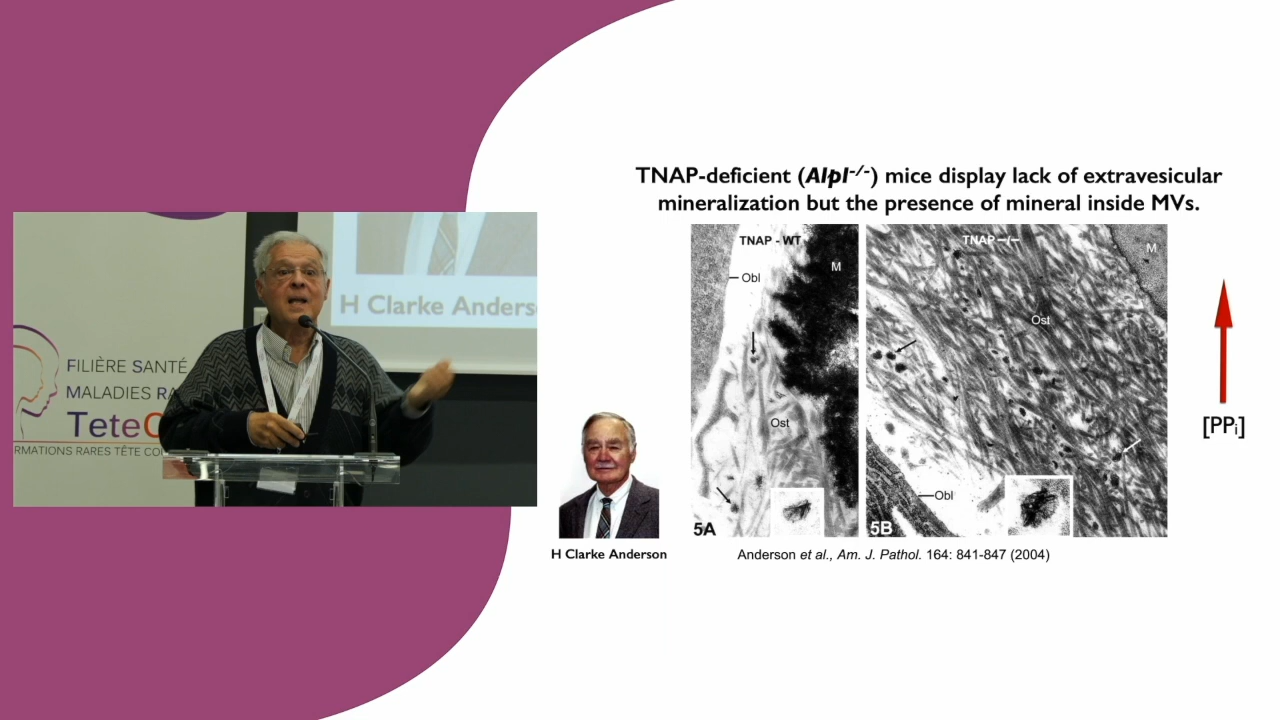 TNAP-deficient (Alpl-/-) mice display lack of extravesicular
mineralization but the presence of mineral inside MVs.
TNAP - WT
Obl
M
Ost
5A
TNAP -/-
M
Ost
Obl
5B
[PPi]
H Clarke Anderson
Anderson et al., Am. J. Pathol. 164: 841-847 (2004)
H Clarke Anders
FILIÈRE SANTÉ
MALADIES RA
TeteC
RMATIONS RARES TÊTE CO